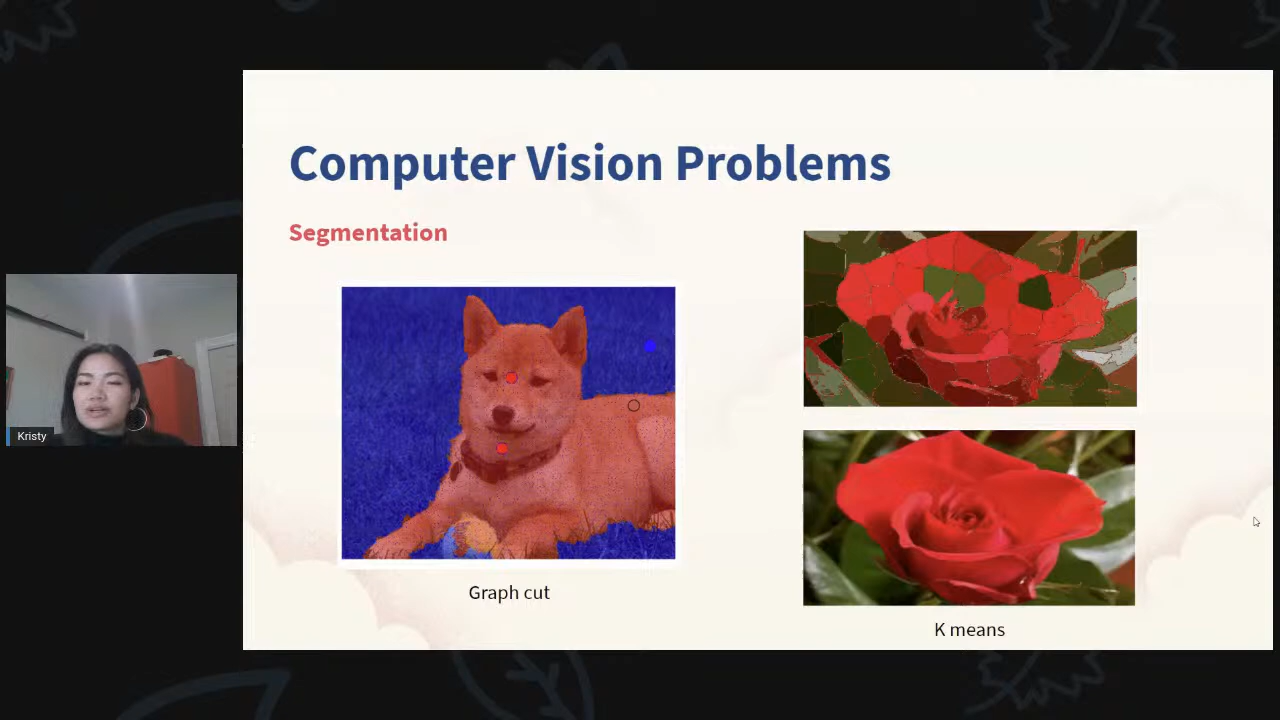 Computer Vision Problems
Segmentation
Kristy
Graph cut
K means